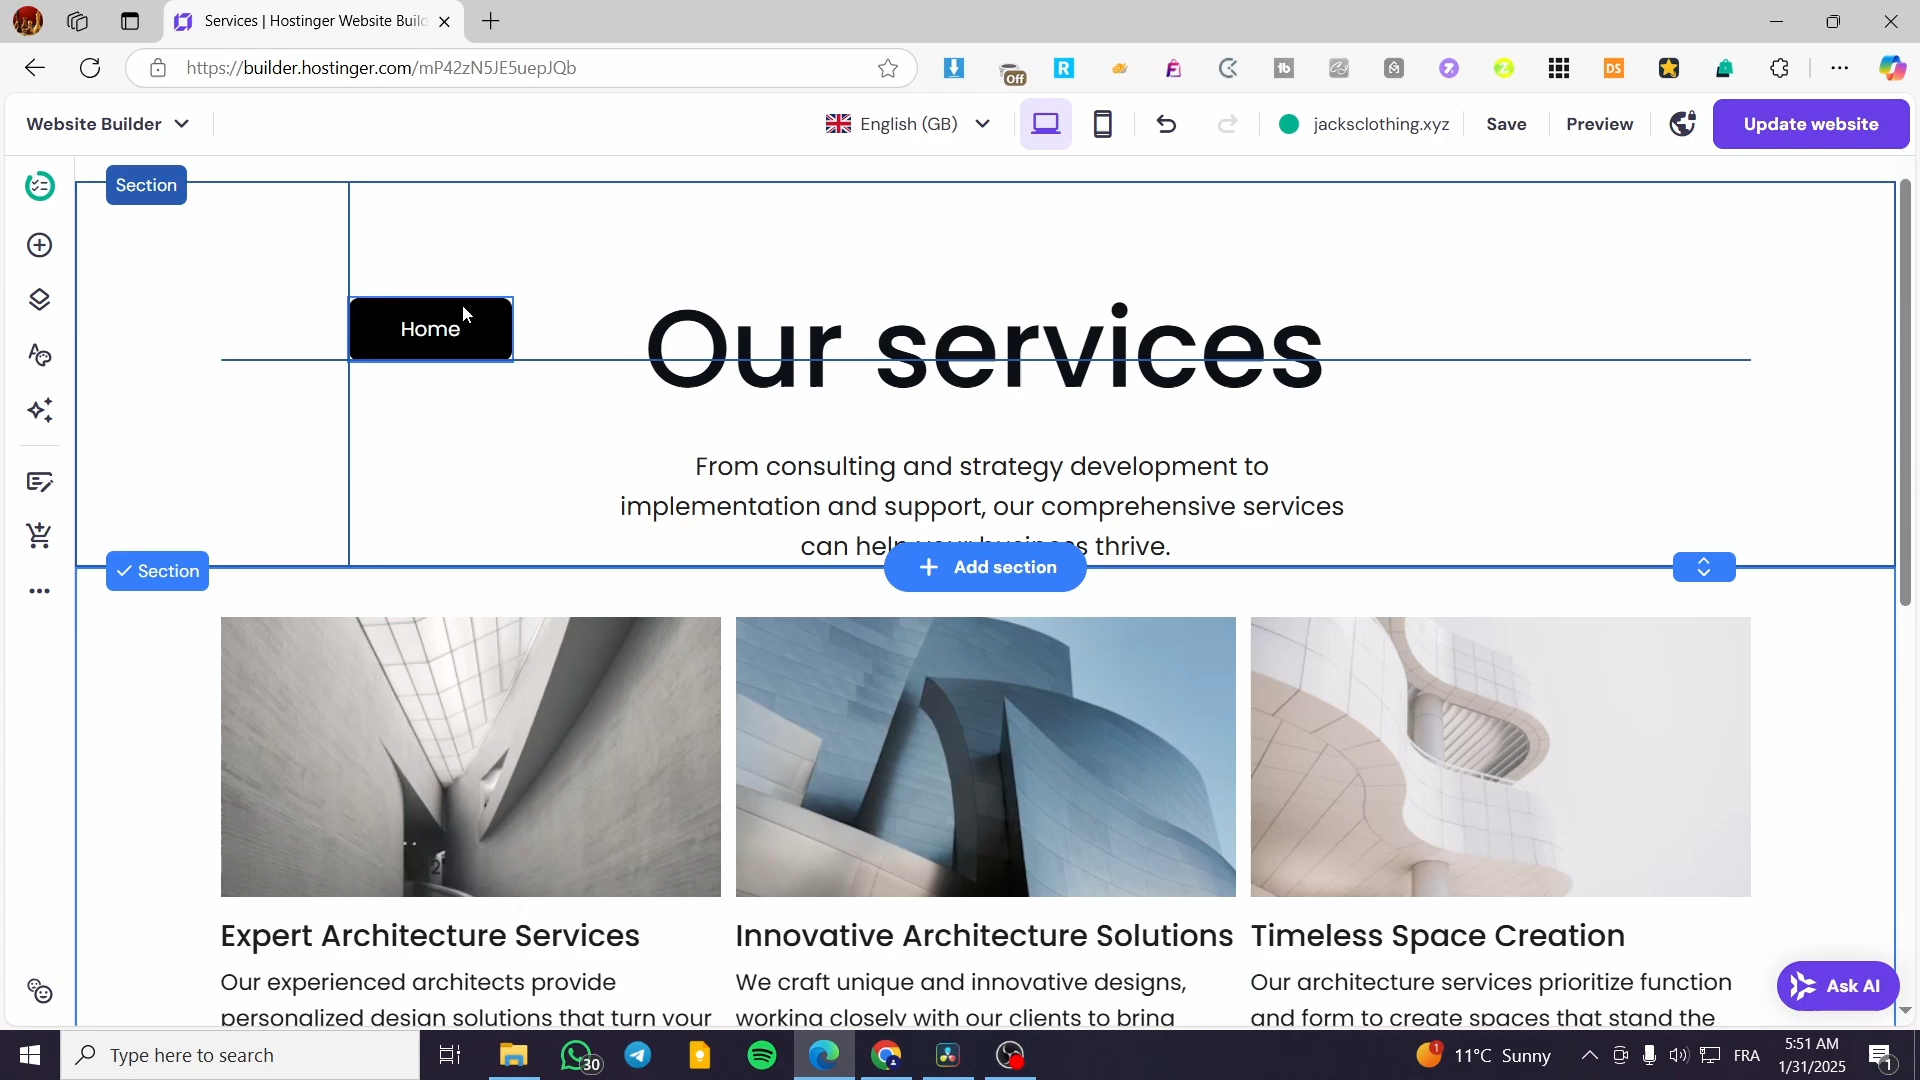 Services | Hostinger Website Build
https://builder.hostinger.com/mP42zN5JE5uepJQb
Off
Website Builder
English (GB)
jacksclothing.xyz
Save
Preview
Update website
Section
Home
Our services
From consulting and strategy development to
implementation and support, our comprehensive services
can help your business thrive.
Section
Add section
Expert Architecture Services
Innovative Architecture Solutions
Timeless Space Creation
Our experienced architects provide
personalized design solutions that turn your
We craft unique and innovative designs,
working closely with our clients to bring
Our architecture services prioritize function
and form to create spaces that stand the
Ask AI
Type here to search
30
1
11°C Sunny
FRA
5:51 AM
1/31/2025
1